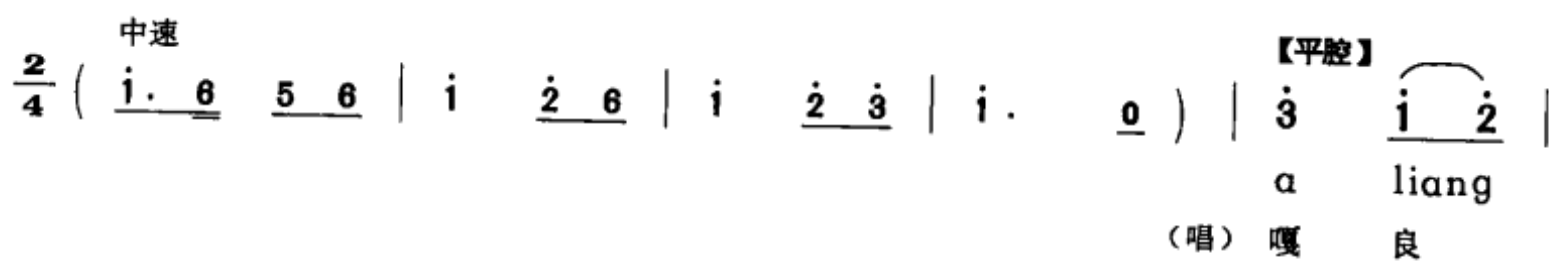 中速
【平腔】
2/4 ( i̇. 6 5 6 | i̇ 2̇ 6 | i̇ 2̇ 3̇ | i̇. 0 ) | 3̇ i̇ 2̇ |
a liang
（唱） 嘎 良